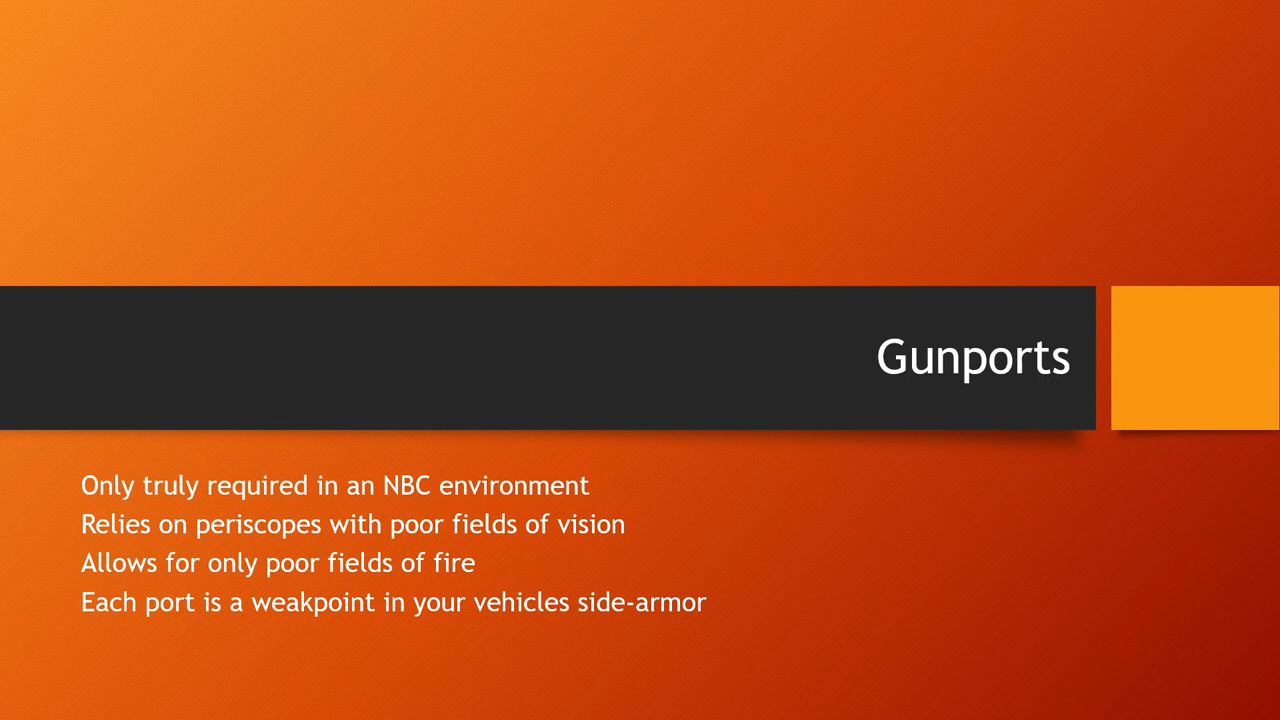 Gunports
Only truly required in an NBC environment
Relies on periscopes with poor fields of vision
Allows for only poor fields of fire
Each port is a weakpoint in your vehicles side-armor